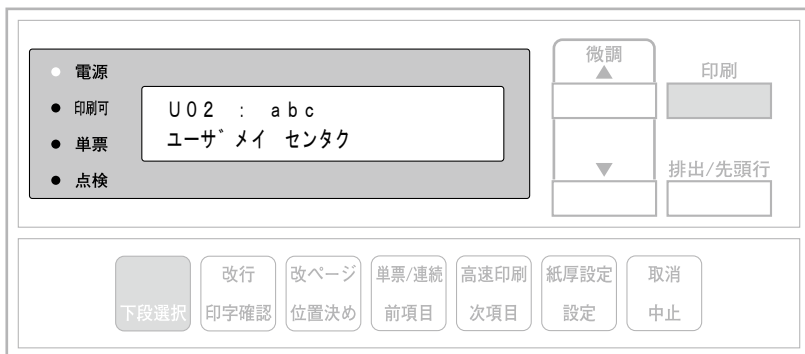 電源
印刷可
単票
点検
U02 : abc
ユーザﾞメイ センタク
微調
▲
▼
印刷
排出/先頭行
下段選択
改行
印字確認
改ページ
位置決め
単票/連続
前項目
高速印刷
次項目
紙厚設定
設定
取消
中止